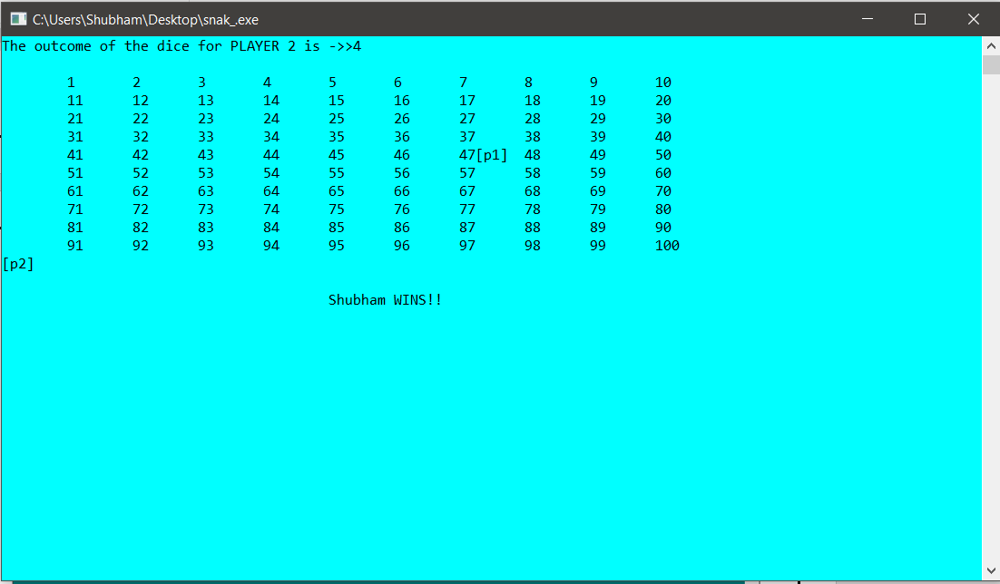 C:\Users\Shubham\Desktop\snak_.exe
The outcome of the dice for PLAYER 2 is ->>4
1 2 3 4 5 6 7 8 9 10
11 12 13 14 15 16 17 18 19 20
21 22 23 24 25 26 27 28 29 30
31 32 33 34 35 36 37 38 39 40
41 42 43 44 45 46 47[p1] 48 49 50
51 52 53 54 55 56 57 58 59 60
61 62 63 64 65 66 67 68 69 70
71 72 73 74 75 76 77 78 79 80
81 82 83 84 85 86 87 88 89 90
91 92 93 94 95 96 97 98 99 100
[p2]
Shubham WINS!!